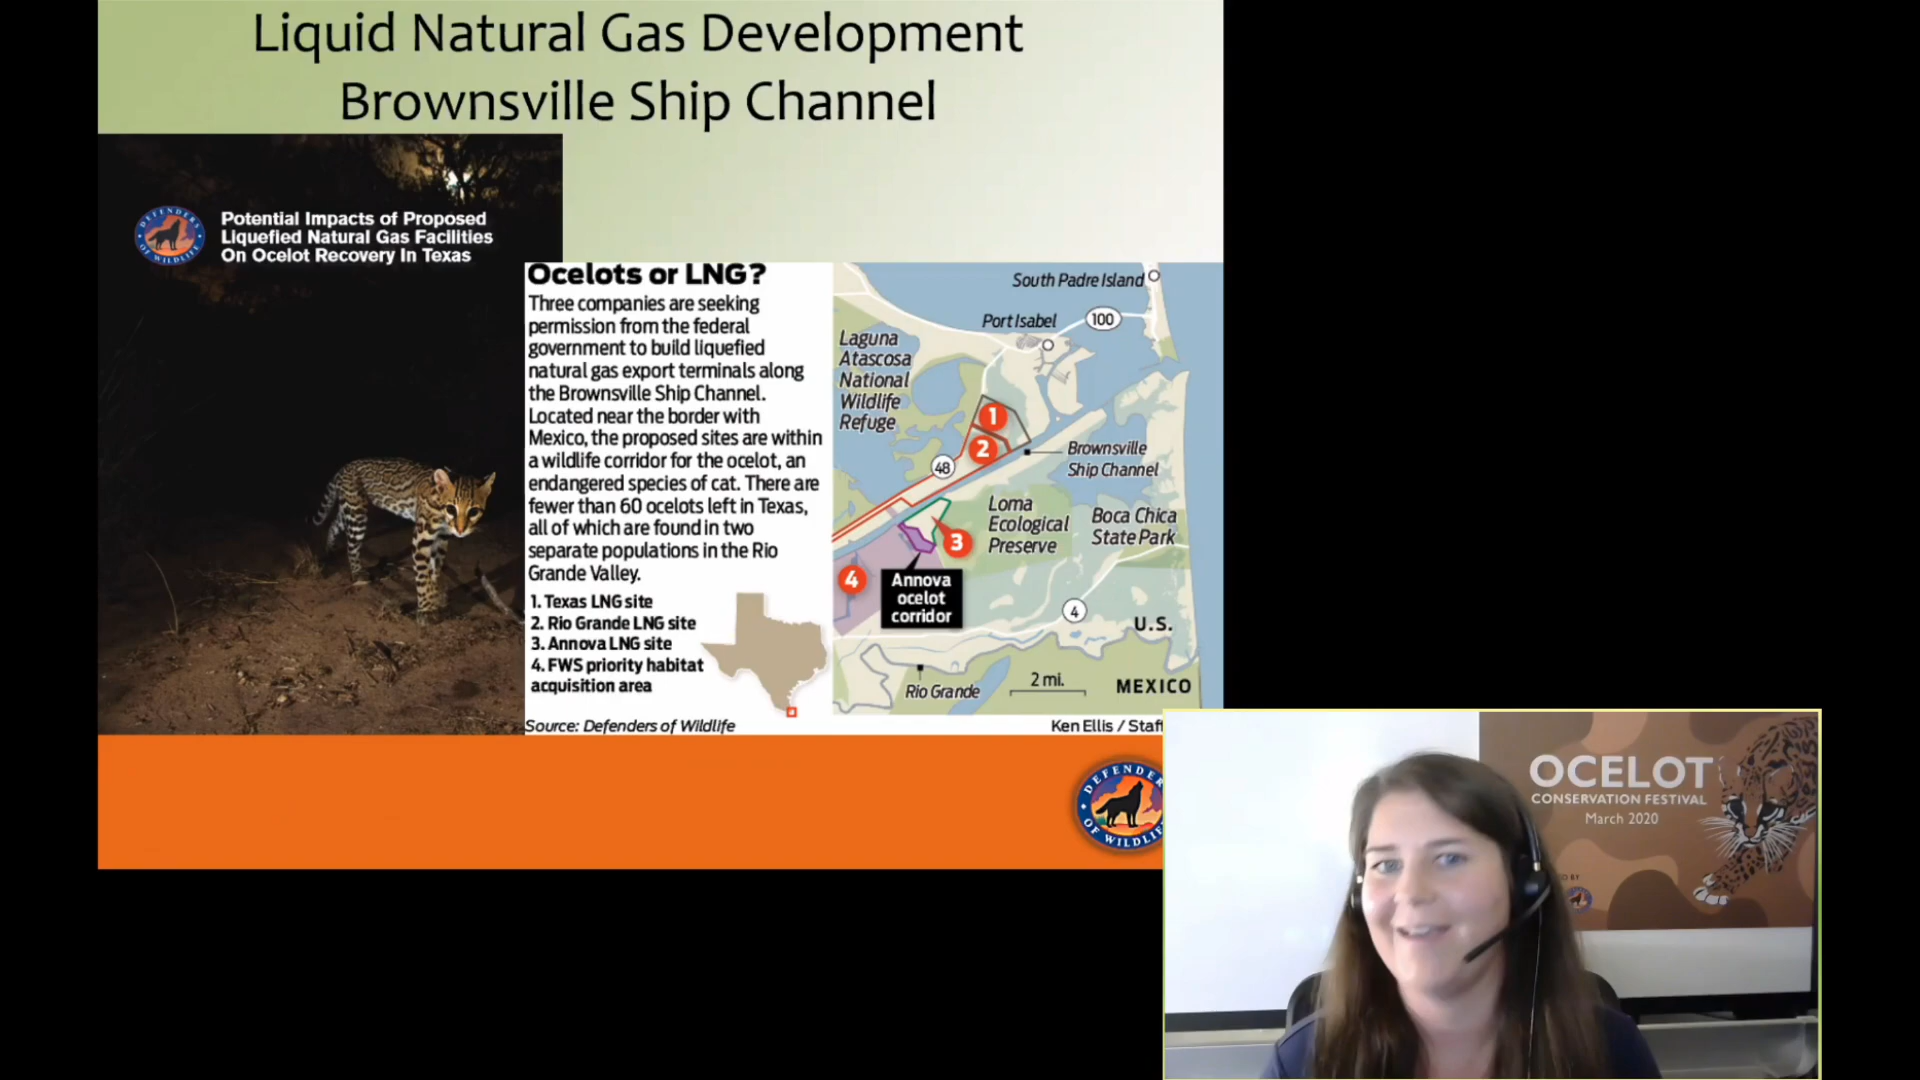 Liquid Natural Gas Development
Brownsville Ship Channel
DEFENDERS OF WILDLIFE
Potential Impacts of Proposed
Liquefied Natural Gas Facilities
On Ocelot Recovery In Texas
Ocelots or LNG?
Three companies are seeking
permission from the federal
government to build liquefied
natural gas export terminals along
the Brownsville Ship Channel.
Located near the border with
Mexico, the proposed sites are within
a wildlife corridor for the ocelot, an
endangered species of cat. There are
fewer than 60 ocelots left in Texas,
all of which are found in two
separate populations in the Rio
Grande Valley.
1. Texas LNG site
2. Rio Grande LNG site
3. Annova LNG site
4. FWS priority habitat
acquisition area
Source: Defenders of Wildlife
South Padre Island
Port Isabel
100
Laguna
Atascosa
National
Wildlife
Refuge
1
2
48
Brownsville
Ship Channel
Loma
Ecological
Preserve
Boca Chica
State Park
3
4
Annova
ocelot
corridor
4
U.S.
Rio Grande
2 mi.
MEXICO
Ken Ellis / Staff
DEFENDERS
OF WILDLIFE
OCELOT
CONSERVATION FESTIVAL
March 2020
BY